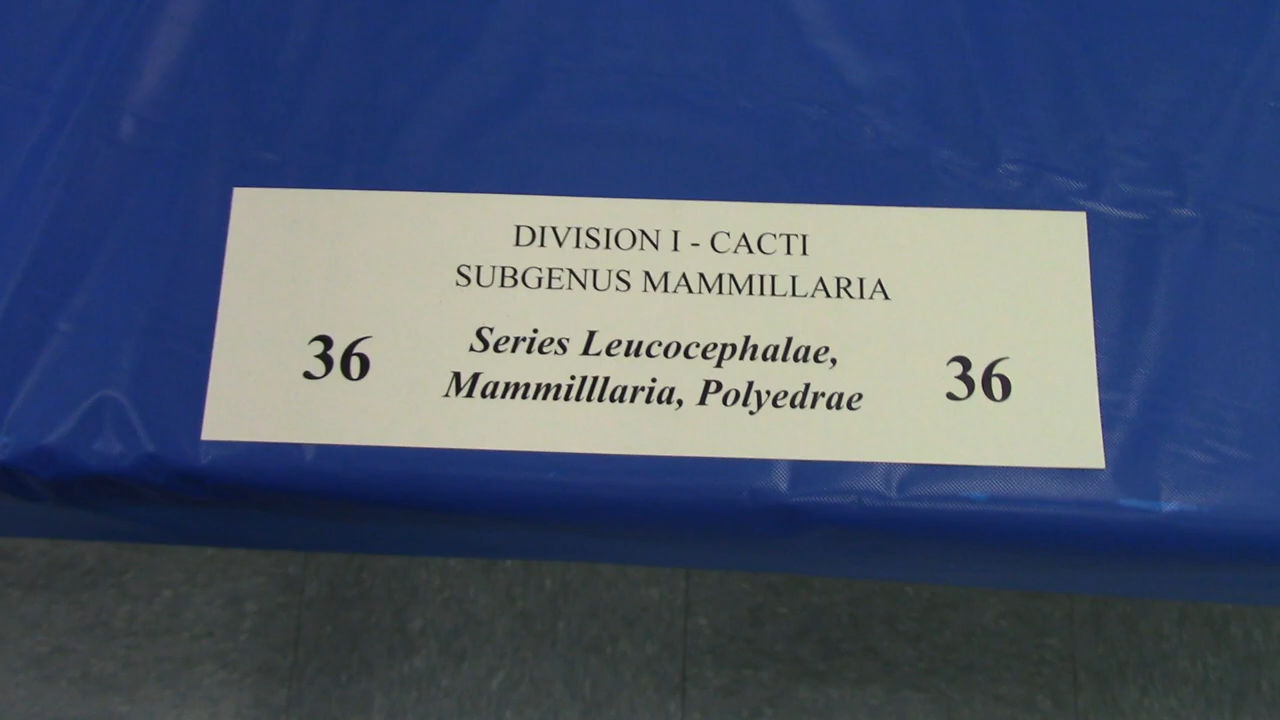 DIVISION I - CACTI
SUBGENUS MAMMILLARIA
36 Series Leucocephalae, 36
Mammilllaria, Polyedrae